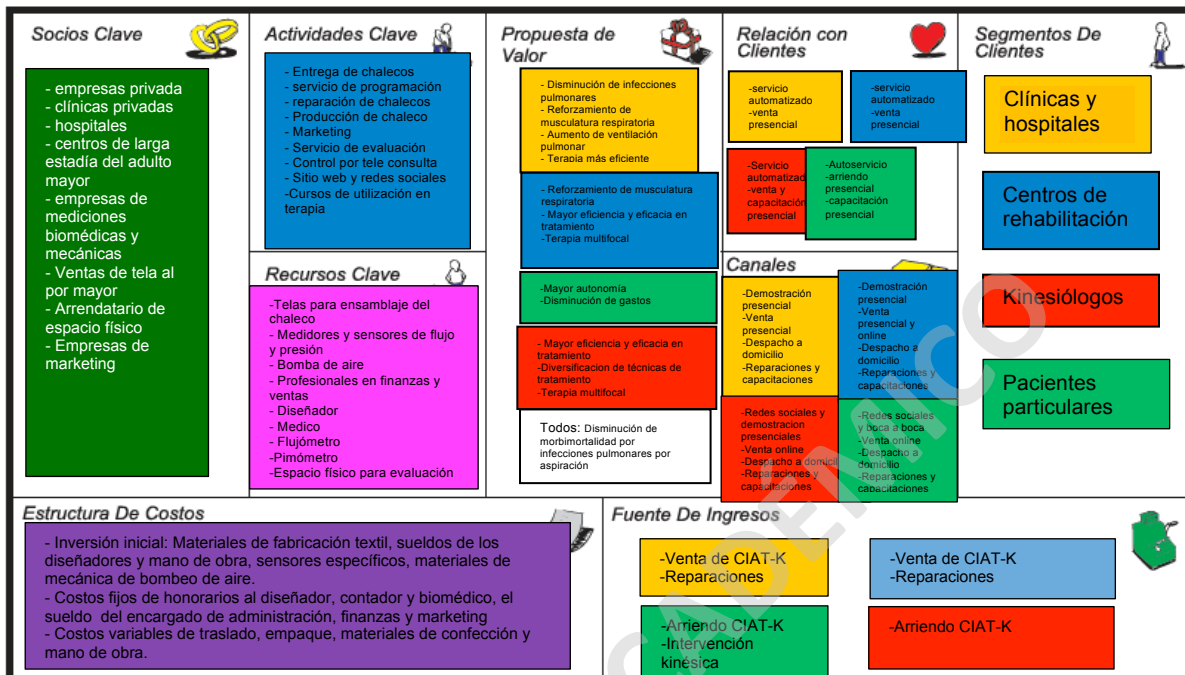 Socios Clave
- empresas privada
- clínicas privadas
- hospitales
- centros de larga
estadía del adulto
mayor
- empresas de
mediciones
biomédicas y
mecánicas
- Ventas de tela al
por mayor
- Arrendatario de
espacio físico
- Empresas de
marketing
Actividades Clave
- Entrega de chalecos
- servicio de programación
- reparación de chalecos
- Producción de chaleco
- Marketing
- Servicio de evaluación
- Control por tele consulta
- Sitio web y redes sociales
-Cursos de utilización en
terapia
Recursos Clave
-Telas para ensamblaje del
chaleco
- Medidores y sensores de flujo
y presión
- Bomba de aire
- Profesionales en finanzas y
ventas
- Diseñador
- Medico
- Flujómetro
- Pimómetro
-Espacio físico para evaluación
Propuesta de
Valor
- Disminución de infecciones
pulmonares
- Reforzamiento de
musculatura respiratoria
- Aumento de ventilación
pulmonar
- Terapia más eficiente
- Reforzamiento de musculatura
respiratoria
- Mayor eficiencia y eficacia en
tratamiento
-Terapia multifocal
-Mayor autonomía
-Disminución de gastos
- Mayor eficiencia y eficacia en
tratamiento
-Diversificacion de técnicas de
tratamiento
- Terapia multifocal
Todos: Disminución de
morbimortalidad por
infecciones pulmonares por
aspiración
Relación con
Clientes
-servicio
automatizado
-venta
presencial
-servicio
automatizado
-venta
presencial
-Servicio
automatizad
-venta y
capacitación
presencial
-Autoservicio
-arriendo
presencial
-capacitación
presencial
Canales
-Demostración
presencial
-Venta
presencial
-Despacho a
domicilio
-Reparaciones y
capacitaciones
-Demostración
presencial
-Venta
presencial y
online
-Despacho a
domicilio
-Reparaciones y
capacitaciones
-Redes sociales y
demostracion
presenciales
-Venta online
-Despacho a domicil
-Reparaciones y
capacitaciones
-Redes sociales
y boca a boca
-Venta online
-Despacho a
domicilio
-Reparaciones y
capacitaciones
Segmentos De
Clientes
Clínicas y
hospitales
Centros de
rehabilitación
Kinesiólogos
Pacientes
particulares
Estructura De Costos
- Inversión inicial: Materiales de fabricación textil, sueldos de los
diseñadores y mano de obra, sensores específicos, materiales de
mecánica de bombeo de aire.
- Costos fijos de honorarios al diseñador, contador y biomédico, el
sueldo del encargado de administración, finanzas y marketing
- Costos variables de traslado, empaque, materiales de confección y
mano de obra.
Fuente De Ingresos
-Venta de CIAT-K
-Reparaciones
-Venta de CIAT-K
-Reparaciones
-Arriendo CIAT-K
-Intervención
kinésica
-Arriendo CIAT-K
CADÉMICO